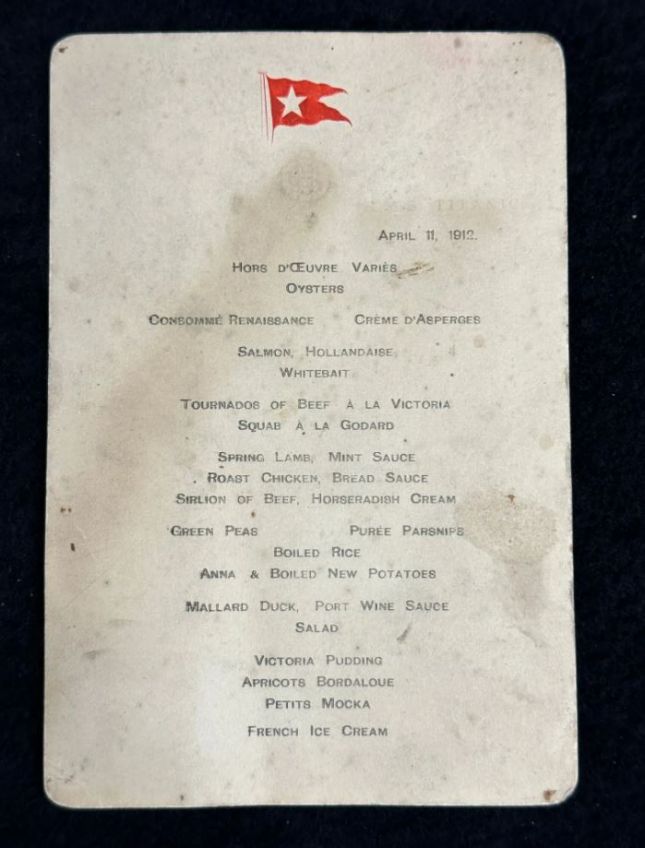 April 11, 1912.
Hors d'Œuvre Variés
Oysters
Consommé Renaissance Crème d'Asperges
Salmon, Hollandaise
Whitebait
Tournados of Beef à la Victoria
Squab à la Godard
Spring Lamb, Mint Sauce
Roast Chicken, Bread Sauce
Sirlion of Beef, Horseradish Cream
Green Peas Purée Parsnips
Boiled Rice
Anna & Boiled New Potatoes
Mallard Duck, Port Wine Sauce
Salad
Victoria Pudding
Apricots Bordaloue
Petits Mocka
French Ice Cream